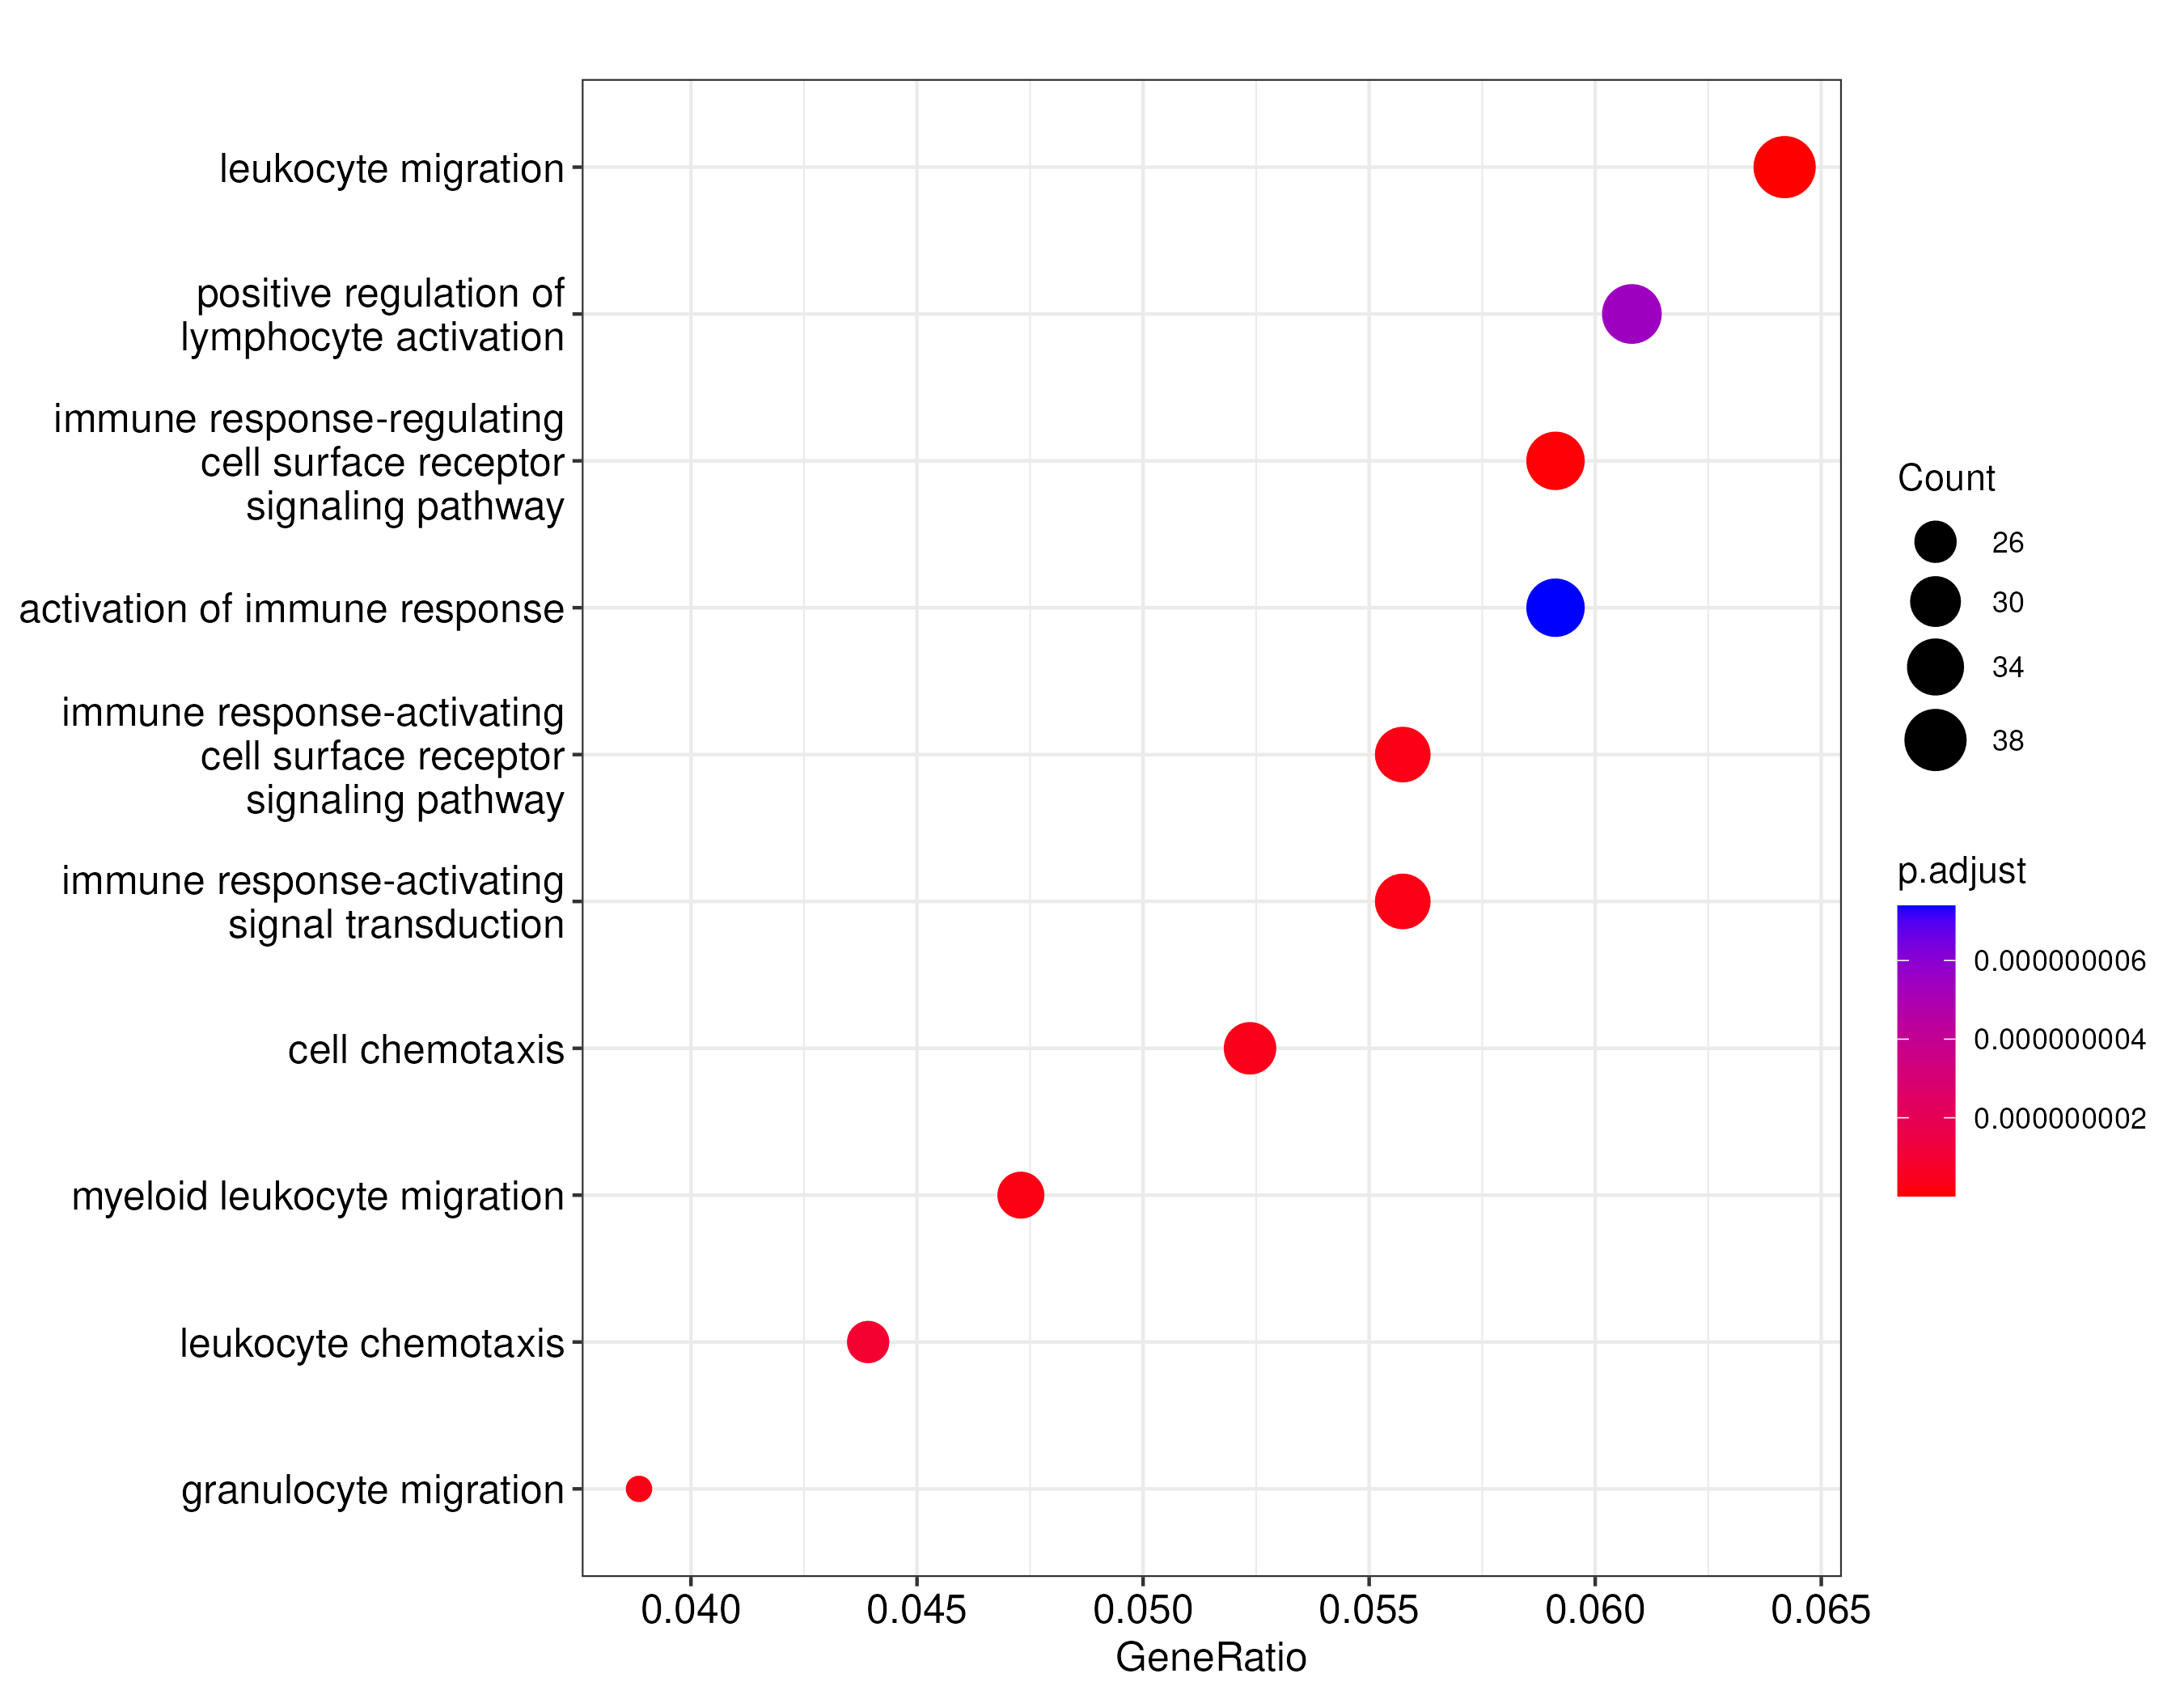 leukocyte migration
positive regulation of
lymphocyte activation
immune response-regulating
cell surface receptor
signaling pathway
activation of immune response
immune response-activating
cell surface receptor
signaling pathway
immune response-activating
signal transduction
cell chemotaxis
myeloid leukocyte migration
leukocyte chemotaxis
granulocyte migration
0.040
0.045
0.050
0.055
0.060
0.065
GeneRatio
Count
26
30
34
38
p.adjust
0.000000006
0.000000004
0.000000002